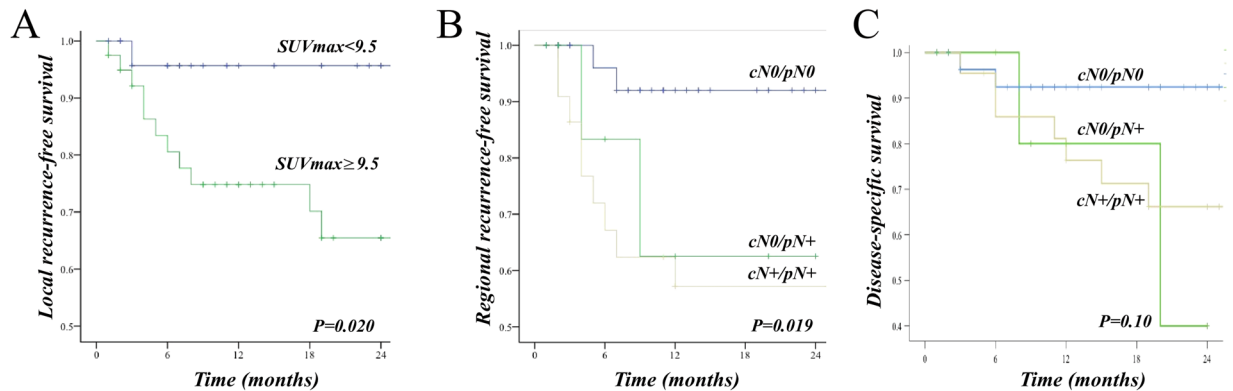 A
Local recurrence-free survival
1.0
0.9
0.8
0.7
0.6
0.5
SUVmax<9.5
SUVmax≥9.5
P=0.020
0 6 12 18 24
Time (months)
B
Regional recurrence-free survival
1.0
0.9
0.8
0.7
0.6
0.5
cN0/pN0
cN0/pN+
cN+/pN+
P=0.019
0 6 12 18 24
Time (months)
C
Disease-specific survival
1.0
0.9
0.8
0.7
0.6
0.5
0.4
cN0/pN0
cN0/pN+
cN+/pN+
P=0.10
0 6 12 18 24
Time (months)